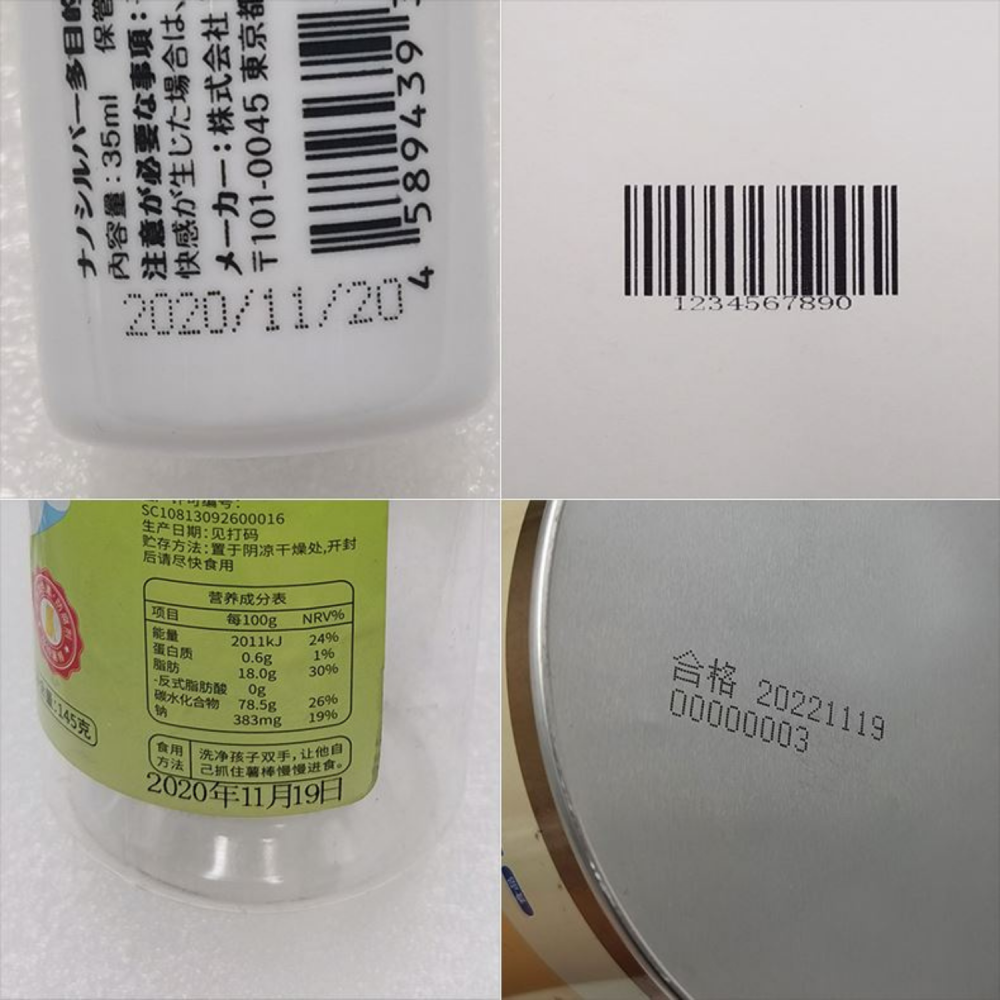 ナノシルバー多目的
内容量:35ml 保管
注意が必要な事項:
快感が生じた場合は、
メーカー:株式会社
〒101-0045 東京都
4 589439
2020/11/20
1234567890
SC10813092600016
生产日期:见打码
贮存方法:置于阴凉干燥处,开封
后请尽快食用
营养成分表
项目 每100g NRV%
能量 2011kJ 24%
蛋白质 0.6g 1%
脂肪 18.0g 30%
-反式脂肪酸 0g
碳水化合物 78.5g 26%
钠 383mg 19%
:145克
食用方法
洗净孩子双手,让他自
己抓住薯棒慢慢进食。
2020年11月19日
合格 20221119
00000003